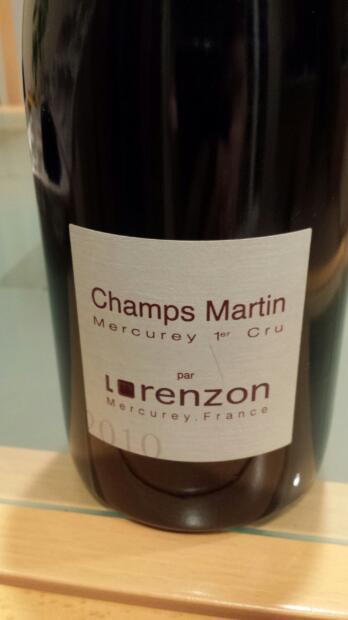 Champs Martin
Mercurey 1er Cru
par
Lorenzon
Mercurey.France
2010